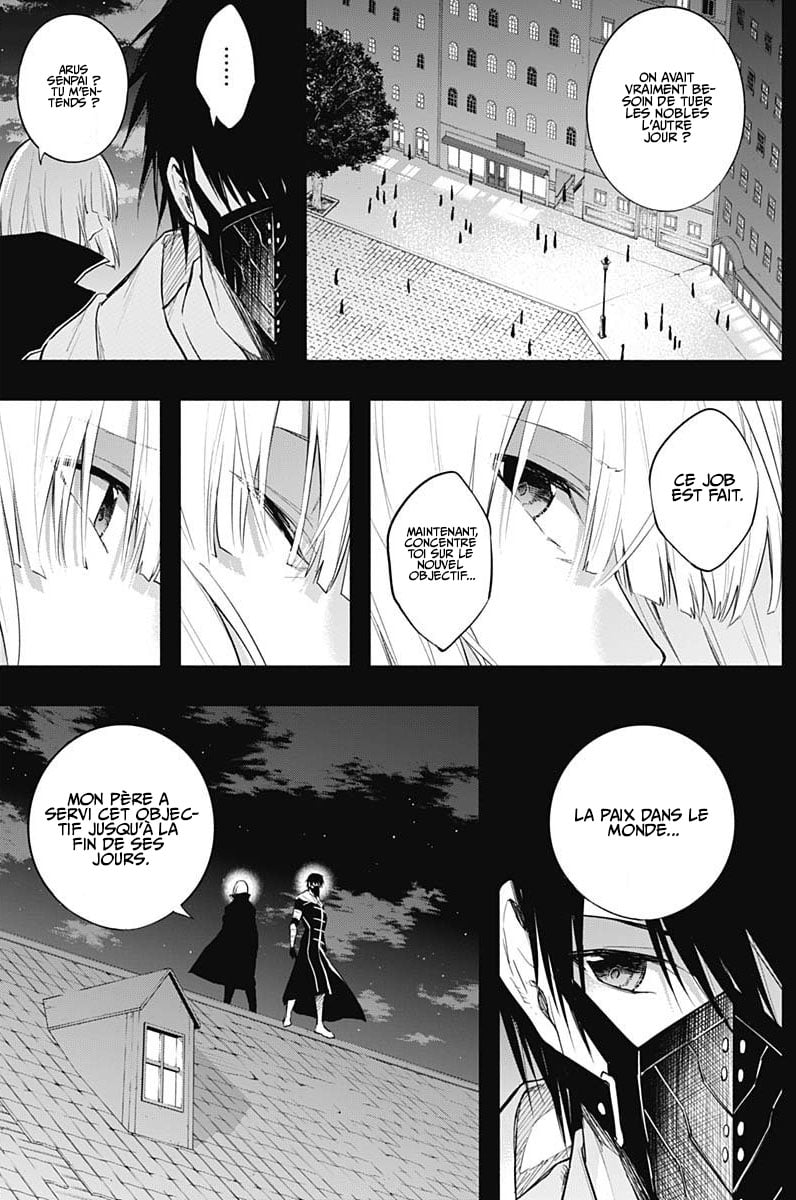 ON AVAIT
VRAIMENT BE-
SOIN DE TUER
LES NOBLES
L'AUTRE
JOUR ?
......
ARUS
SENPAI ?
TU M'EN-
TENDS ?
CE JOB
EST FAIT.
MAINTENANT,
CONCENTRE
TOI SUR LE
NOUVEL
OBJECTIF...
LA PAIX DANS LE
MONDE...
MON PÈRE A
SERVI CET OBJEC-
TIF JUSQU'À LA
FIN DE SES
JOURS.